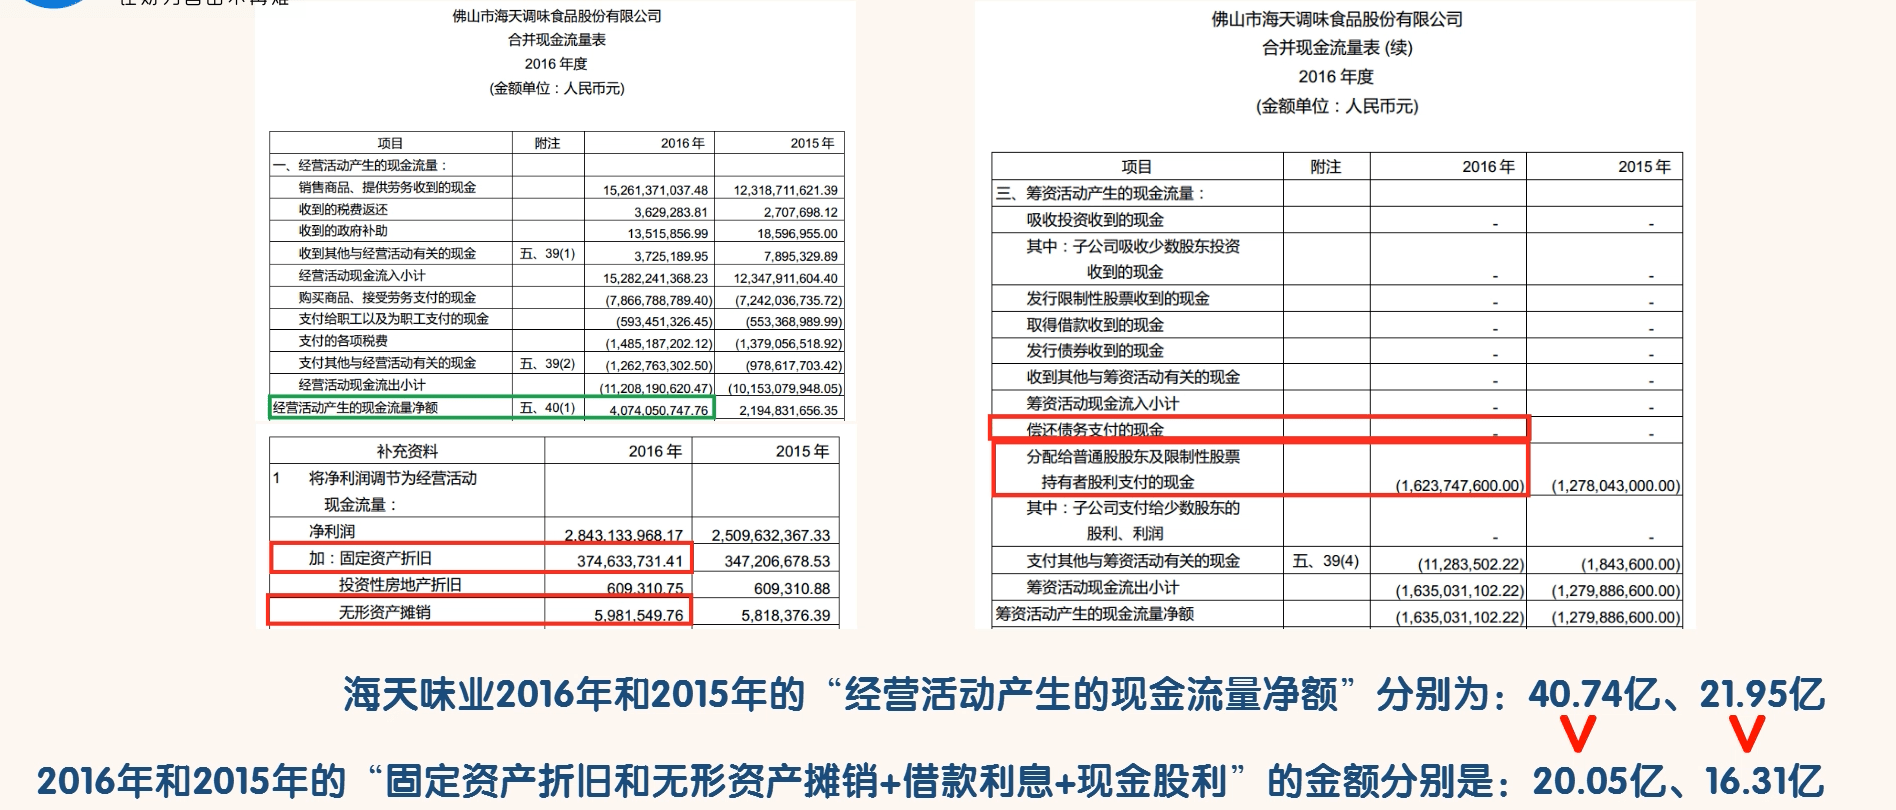 佛山市海天调味食品股份有限公司
合并现金流量表
2016 年度
(金额单位：人民币元)
项目 附注 2016 年 2015 年
一、经营活动产生的现金流量：
销售商品、提供劳务收到的现金 15,261,371,037.48 12,318,711,621.39
收到的税费返还 3,629,283.81 2,707,698.12
收到的政府补助 13,515,856.99 18,596,955.00
收到其他与经营活动有关的现金 五、39(1) 3,725,189.95 7,895,329.89
经营活动现金流入小计 15,282,241,368.23 12,347,911,604.40
购买商品、接受劳务支付的现金 (7,866,788,789.40) (7,242,036,735.72)
支付给职工以及为职工支付的现金 (593,451,326.45) (553,368,989.99)
支付的各项税费 (1,485,187,202.12) (1,379,056,518.92)
支付其他与经营活动有关的现金 五、39(2) (1,262,763,302.50) (978,617,703.42)
经营活动现金流出小计 (11,208,190,620.47) (10,153,079,948.05)
经营活动产生的现金流量净额 五、40(1) 4,074,050,747.76 2,194,831,656.35
补充资料 2016 年 2015 年
1 将净利润调节为经营活动
现金流量：
净利润 2,843,133,968.17 2,509,632,367.33
加：固定资产折旧 374,633,731.41 347,206,678.53
投资性房地产折旧 609,310.75 609,310.88
无形资产摊销 5,981,549.76 5,818,376.39
佛山市海天调味食品股份有限公司
合并现金流量表 (续)
2016 年度
(金额单位：人民币元)
项目 附注 2016 年 2015 年
三、筹资活动产生的现金流量：
吸收投资收到的现金 - -
其中：子公司吸收少数股东投资
收到的现金 - -
发行限制性股票收到的现金 - -
取得借款收到的现金 - -
发行债券收到的现金 - -
收到其他与筹资活动有关的现金 - -
筹资活动现金流入小计 - -
偿还债务支付的现金 - -
分配给普通股股东及限制性股票
持有者股利支付的现金 (1,623,747,600.00) (1,278,043,000.00)
其中：子公司支付给少数股东的
股利、利润 - -
支付其他与筹资活动有关的现金 五、39(4) (11,283,502.22) (1,843,600.00)
筹资活动现金流出小计 (1,635,031,102.22) (1,279,886,600.00)
筹资活动产生的现金流量净额 (1,635,031,102.22) (1,279,886,600.00)
海天味业2016年和2015年的“经营活动产生的现金流量净额”分别为：40.74亿、21.95亿
2016年和2015年的“固定资产折旧和无形资产摊销+借款利息+现金股利”的金额分别是：20.05亿、16.31亿